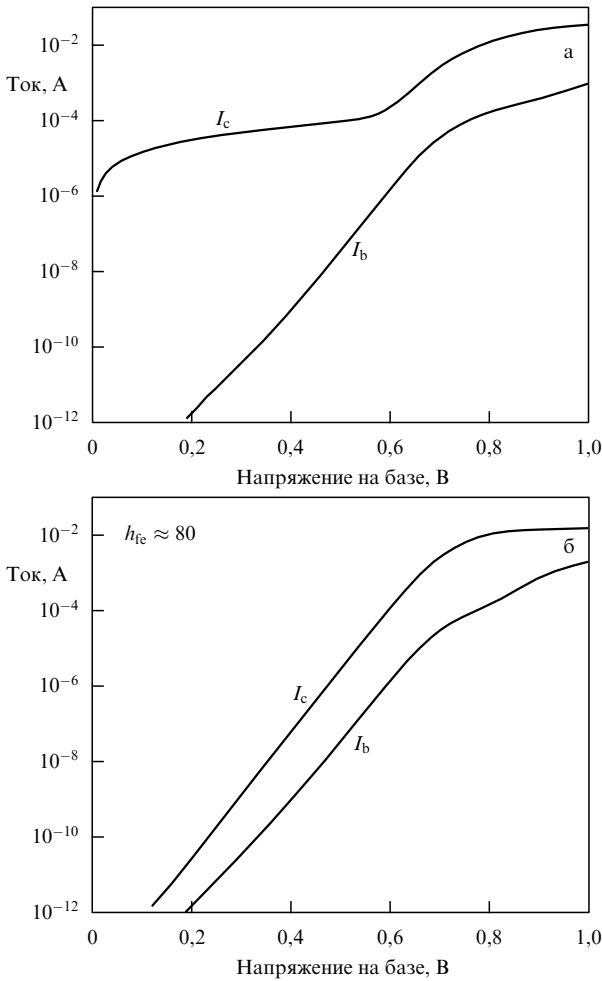 10⁻²
а
Ток, А
I_c
10⁻⁴
10⁻⁶
I_b
10⁻⁸
10⁻¹⁰
10⁻¹²
0 0,2 0,4 0,6 0,8 1,0
Напряжение на базе, В
h_fe ≈ 80
10⁻²
б
Ток, А
10⁻⁴
I_c
10⁻⁶
I_b
10⁻⁸
10⁻¹⁰
10⁻¹²
0 0,2 0,4 0,6 0,8 1,0
Напряжение на базе, В